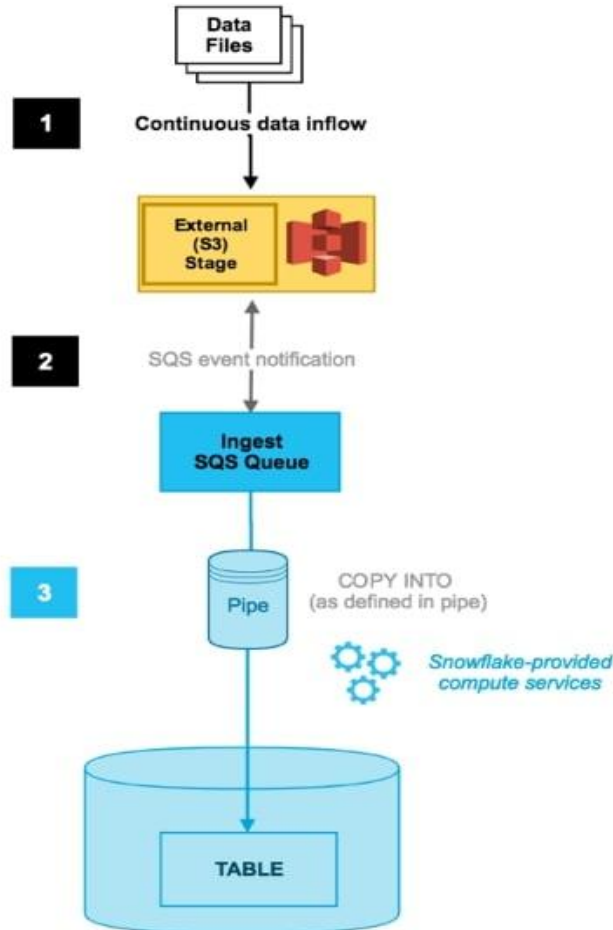 Data
Files
1
Continuous data inflow
External
(S3)
Stage
2
SQS event notification
Ingest
SQS Queue
3
Pipe
COPY INTO
(as defined in pipe)
Snowflake-provided
compute services
TABLE